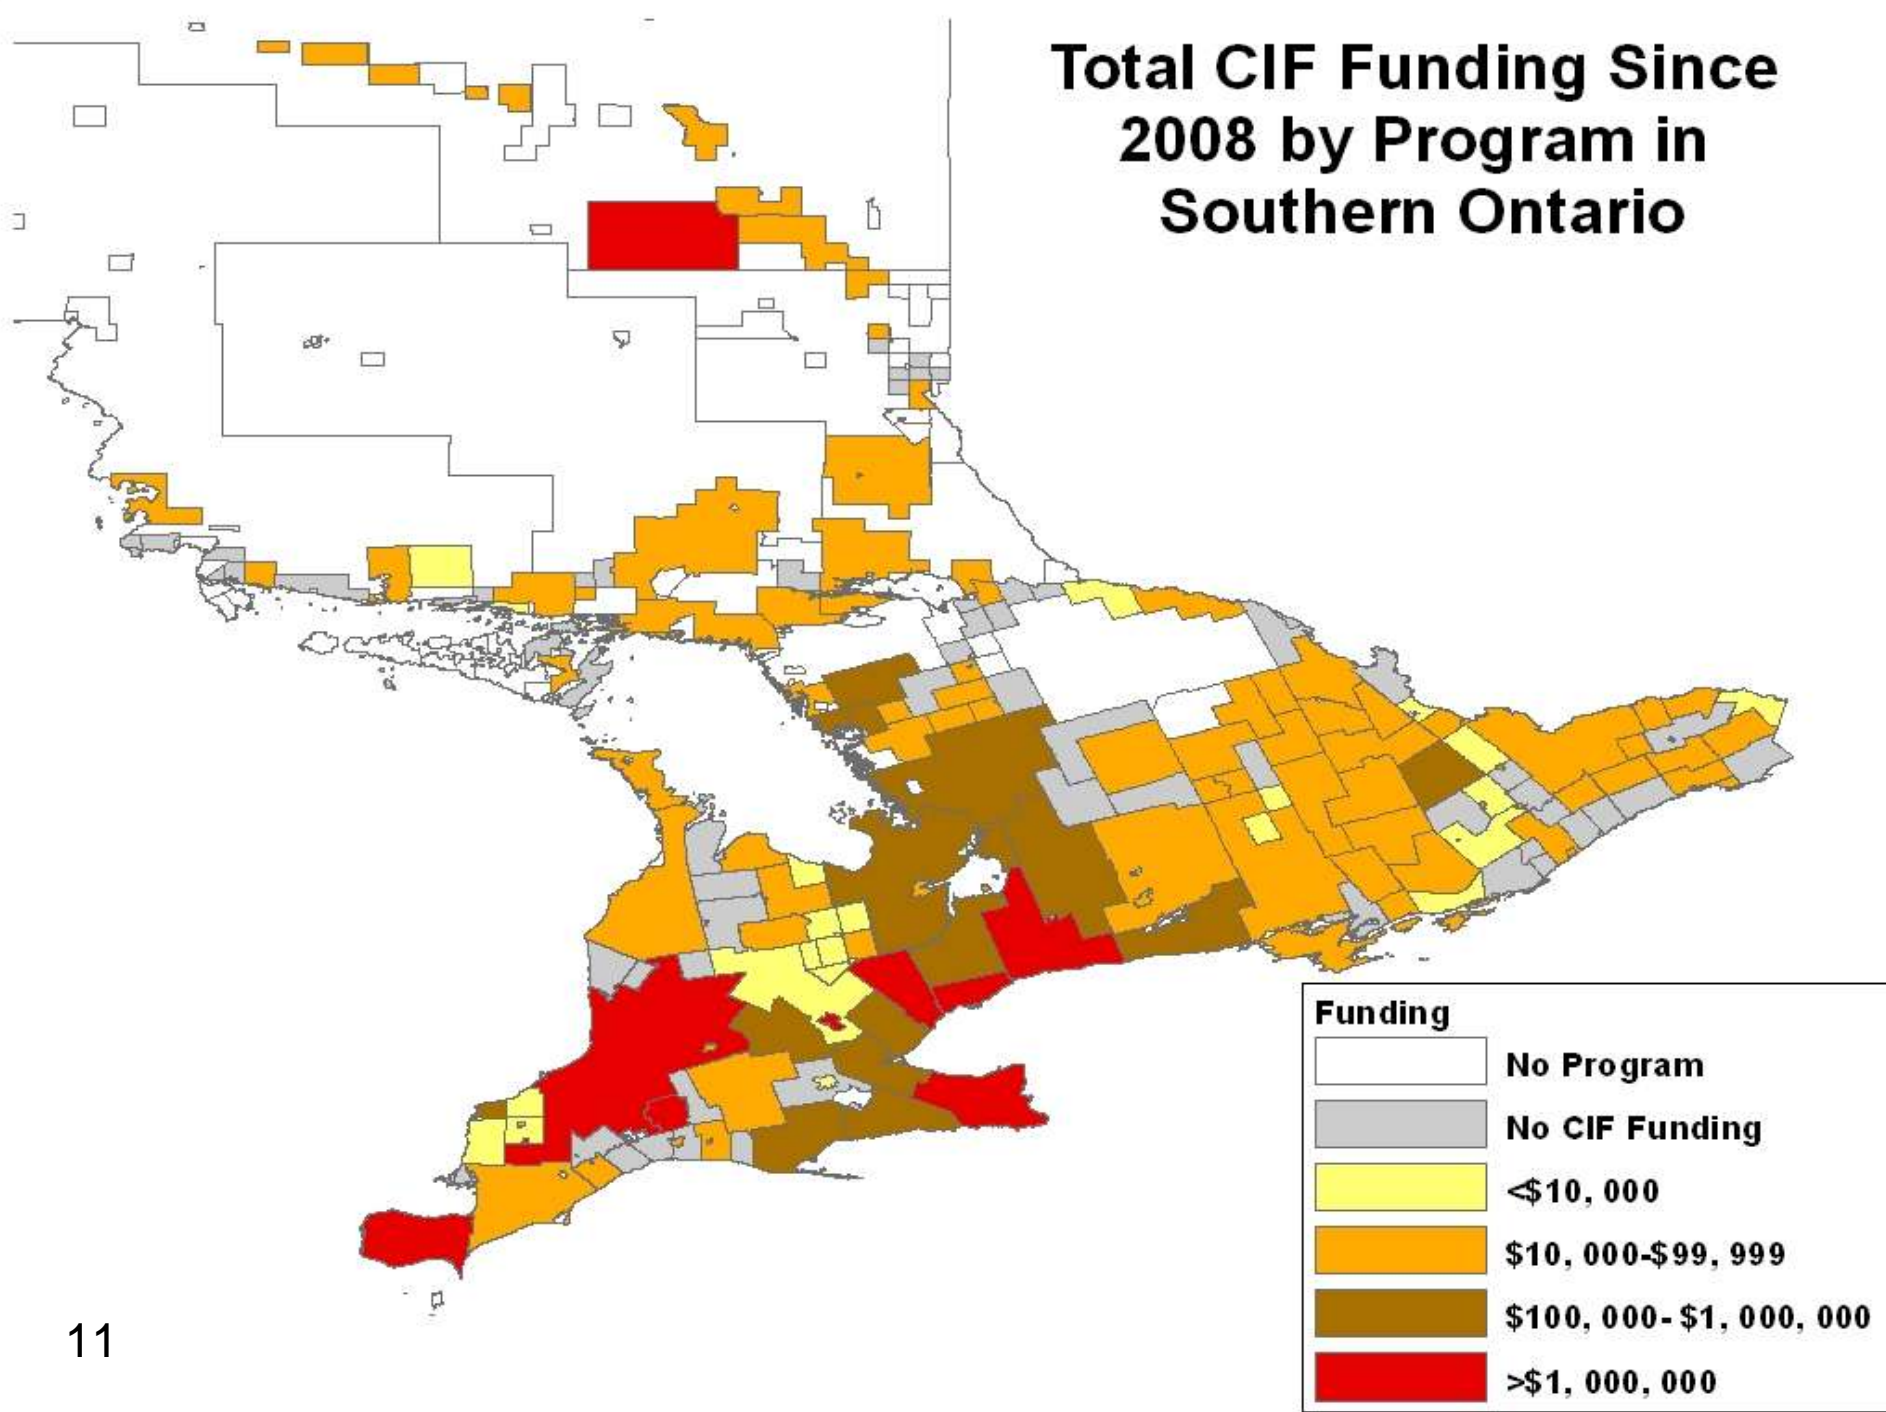 Total CIF Funding Since
2008 by Program in
Southern Ontario
Funding
No Program
No CIF Funding
<$10, 000
$10, 000-$99, 999
$100, 000- $1, 000, 000
>$1, 000, 000
11